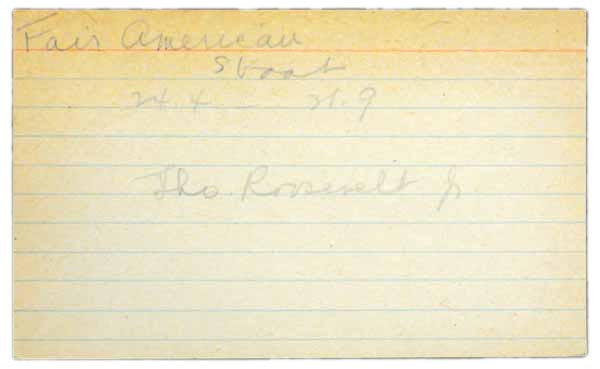 Fair American
Sboat
24.4 — 21.9
Tho. Roosevelt Jr